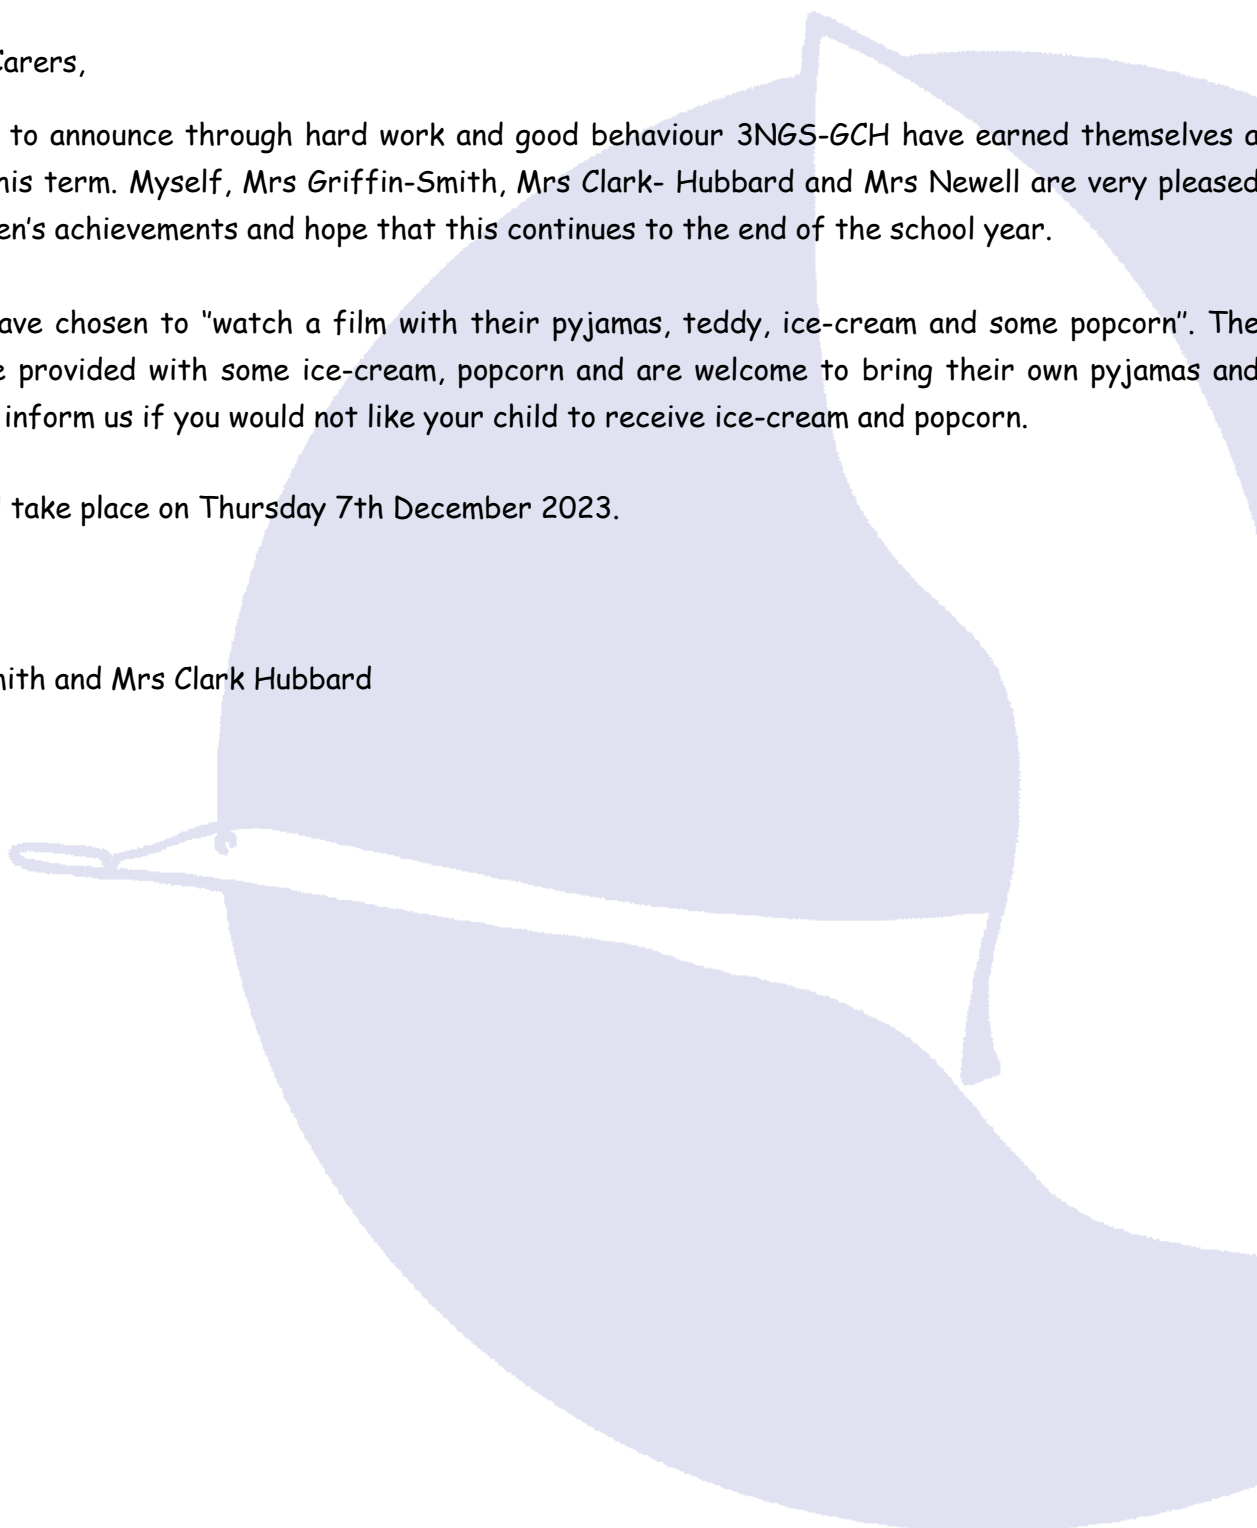 Carers,
to announce through hard work and good behaviour 3NGS-GCH have earned themselves a
his term. Myself, Mrs Griffin-Smith, Mrs Clark- Hubbard and Mrs Newell are very pleased
en's achievements and hope that this continues to the end of the school year.
ave chosen to "watch a film with their pyjamas, teddy, ice-cream and some popcorn". The
e provided with some ice-cream, popcorn and are welcome to bring their own pyjamas and
inform us if you would not like your child to receive ice-cream and popcorn.
take place on Thursday 7th December 2023.
mith and Mrs Clark Hubbard